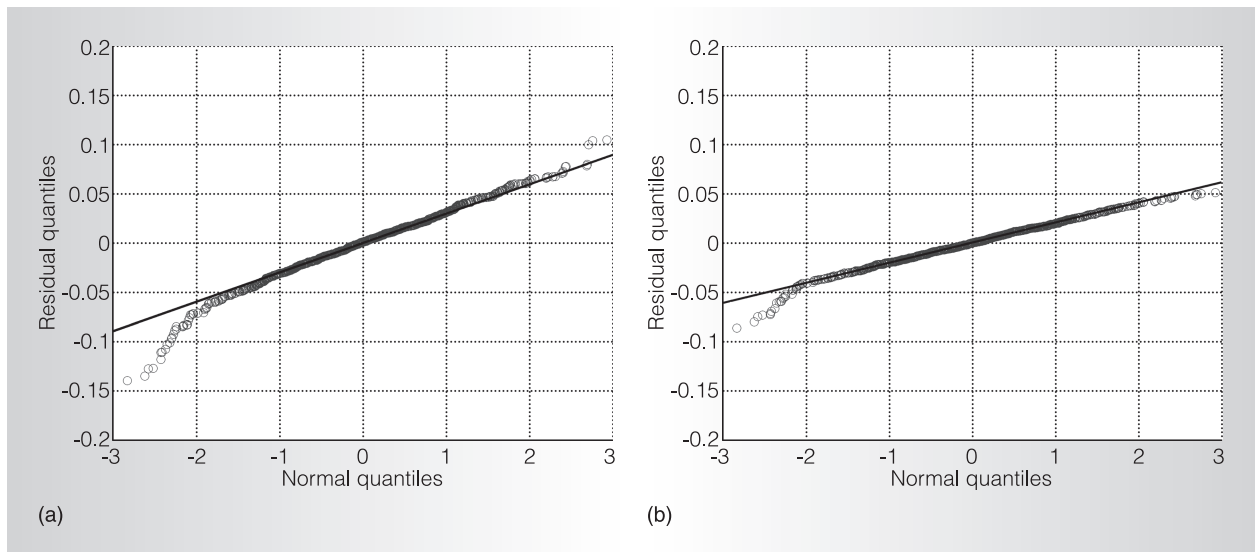 0.2
0.15
0.1
0.05
0
-0.05
-0.1
-0.15
-0.2
Residual quantiles
-3 -2 -1 0 1 2 3
Normal quantiles
(a)
0.2
0.15
0.1
0.05
0
-0.05
-0.1
-0.15
-0.2
Residual quantiles
-3 -2 -1 0 1 2 3
Normal quantiles
(b)